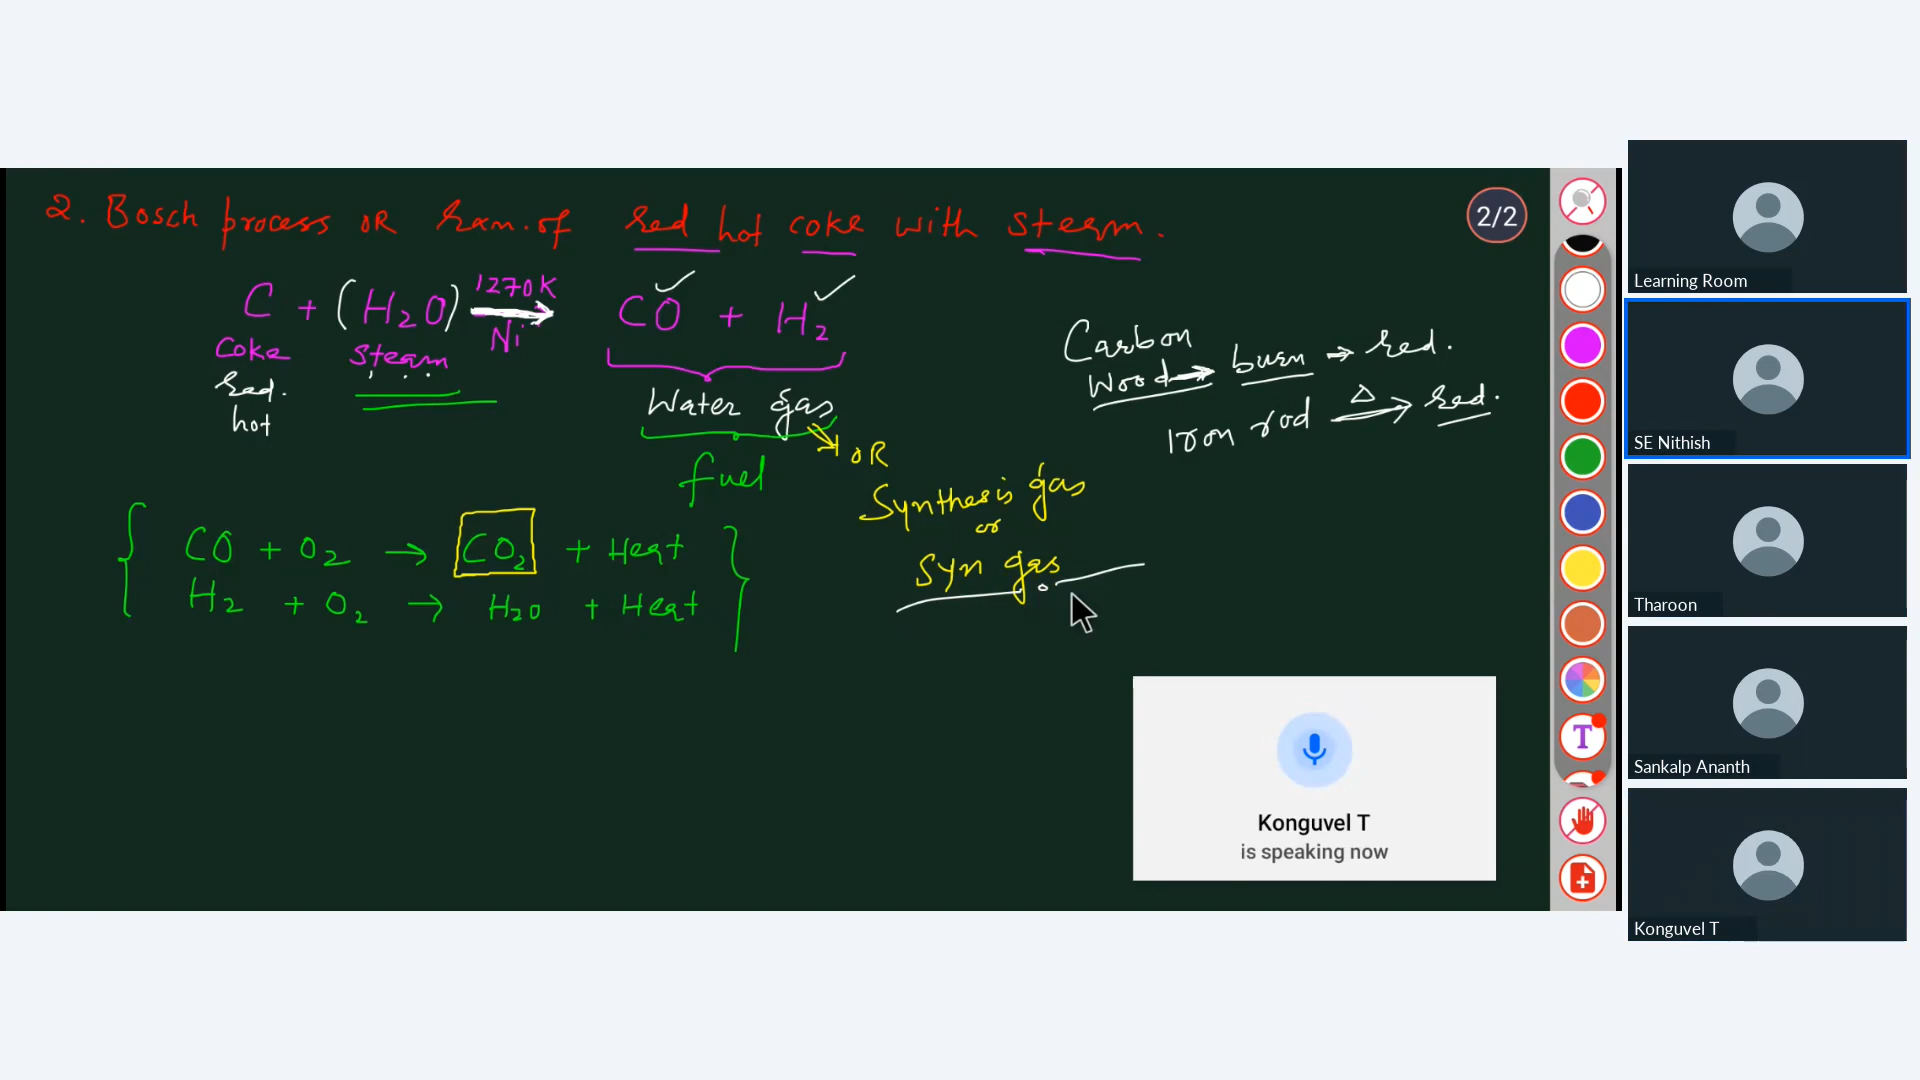 2. Bosch process OR Rxn. of red hot coke with steam.
2/2
C + (H₂O) 1270K Ni → CO ✓ + H₂ ✓
Coke steam
red. hot
Water gas
fuel
OR
Synthesis gas
or
Syn gas
Carbon
Wood → burn → red.
Iron rod Δ → red.
CO + O₂ → CO₂ + Heat
H₂ + O₂ → H₂O + Heat
Konguvel T
is speaking now
T
Learning Room
SE Nithish
Tharoon
Sankalp Ananth
Konguvel T